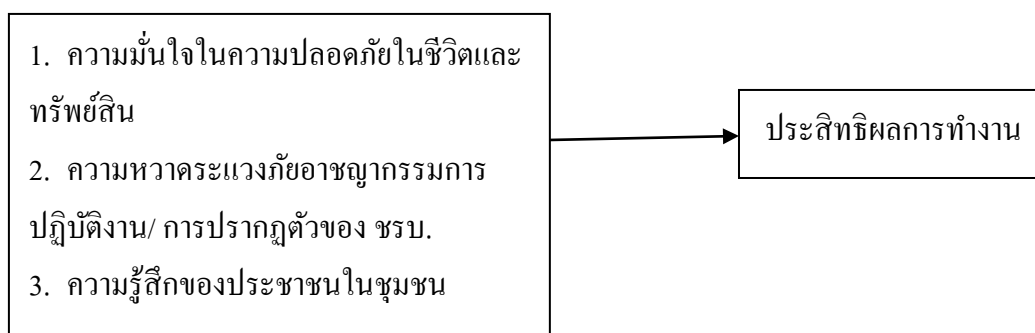 1. ความมั่นใจในความปลอดภัยในชีวิตและ
ทรัพย์สิน
2. ความหวาดระแวงภัยอาชญากรรมการ
ปฏิบัติงาน/ การปรากฏตัวของ ชรบ.
3. ความรู้สึกของประชาชนในชุมชน
ประสิทธิผลการทำงาน